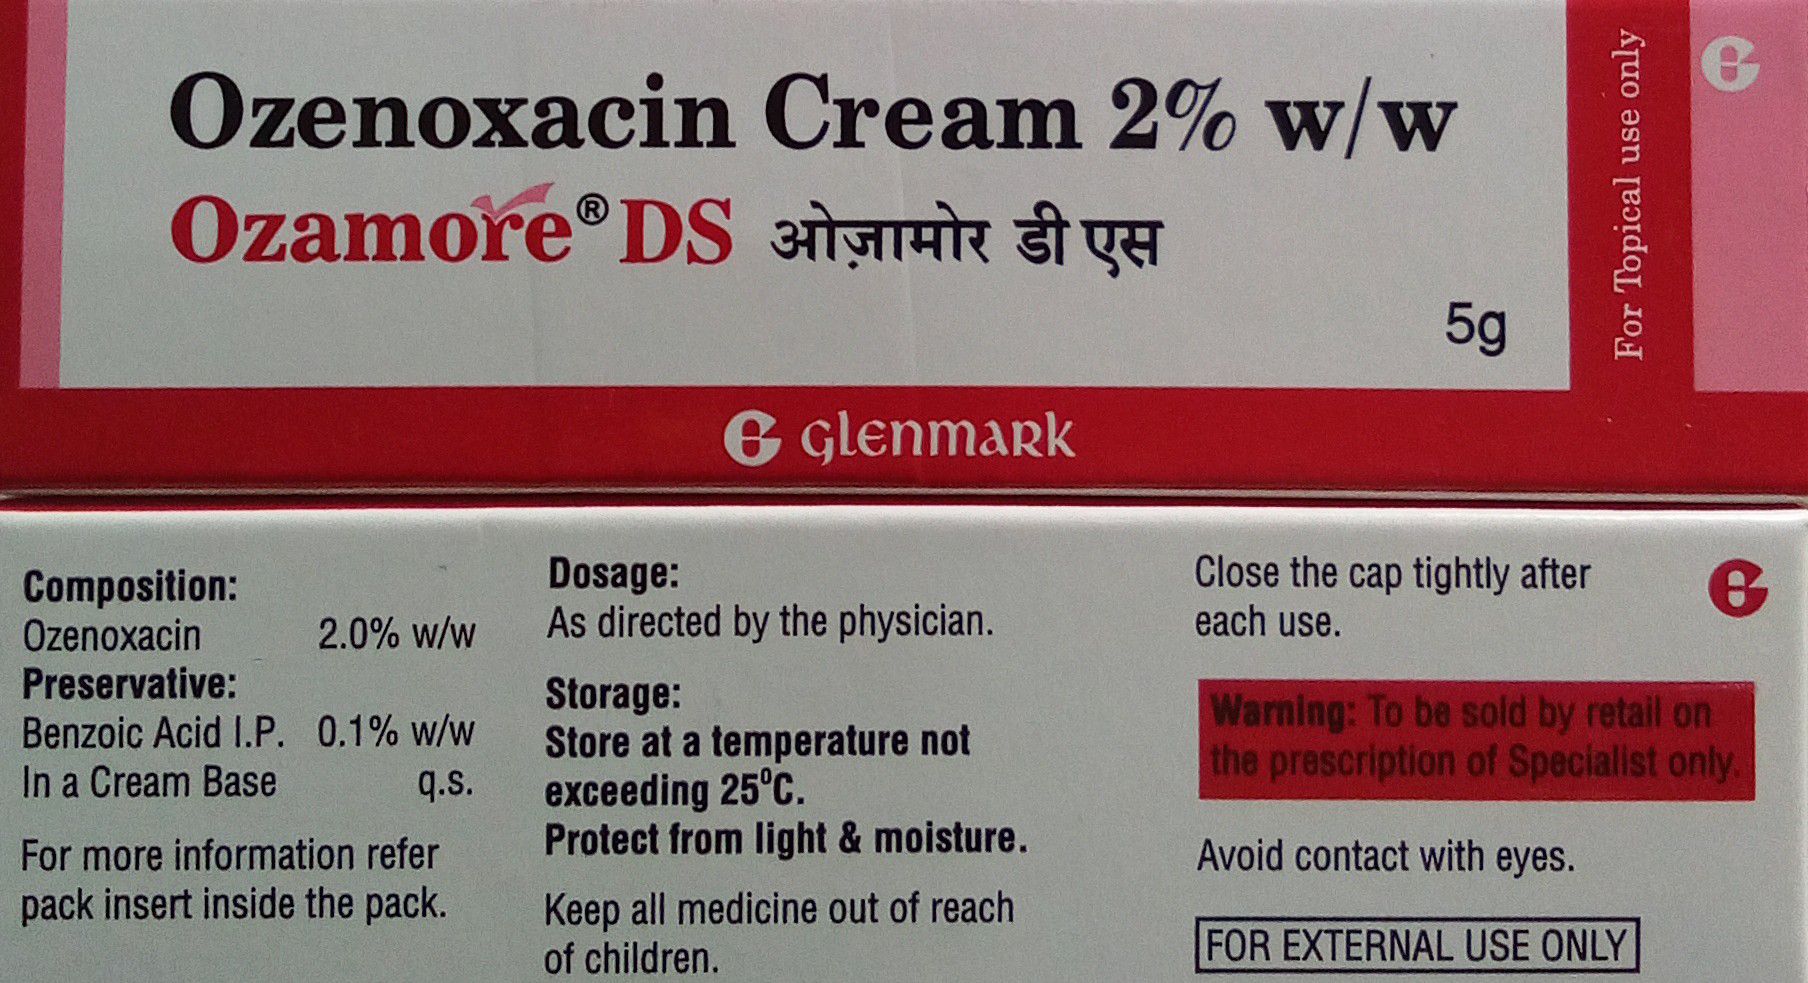 Ozenoxacin Cream 2% w/w
Ozamore® DS ओज़ामोर डी एस
5g
For Topical use only
glenmark
Composition:
Ozenoxacin 2.0% w/w
Preservative:
Benzoic Acid I.P. 0.1% w/w
In a Cream Base q.s.
For more information refer
pack insert inside the pack.
Dosage:
As directed by the physician.
Storage:
Store at a temperature not
exceeding 25⁰C.
Protect from light & moisture.
Keep all medicine out of reach
of children.
Close the cap tightly after
each use.
Warning: To be sold by retail on
the prescription of Specialist only.
Avoid contact with eyes.
FOR EXTERNAL USE ONLY